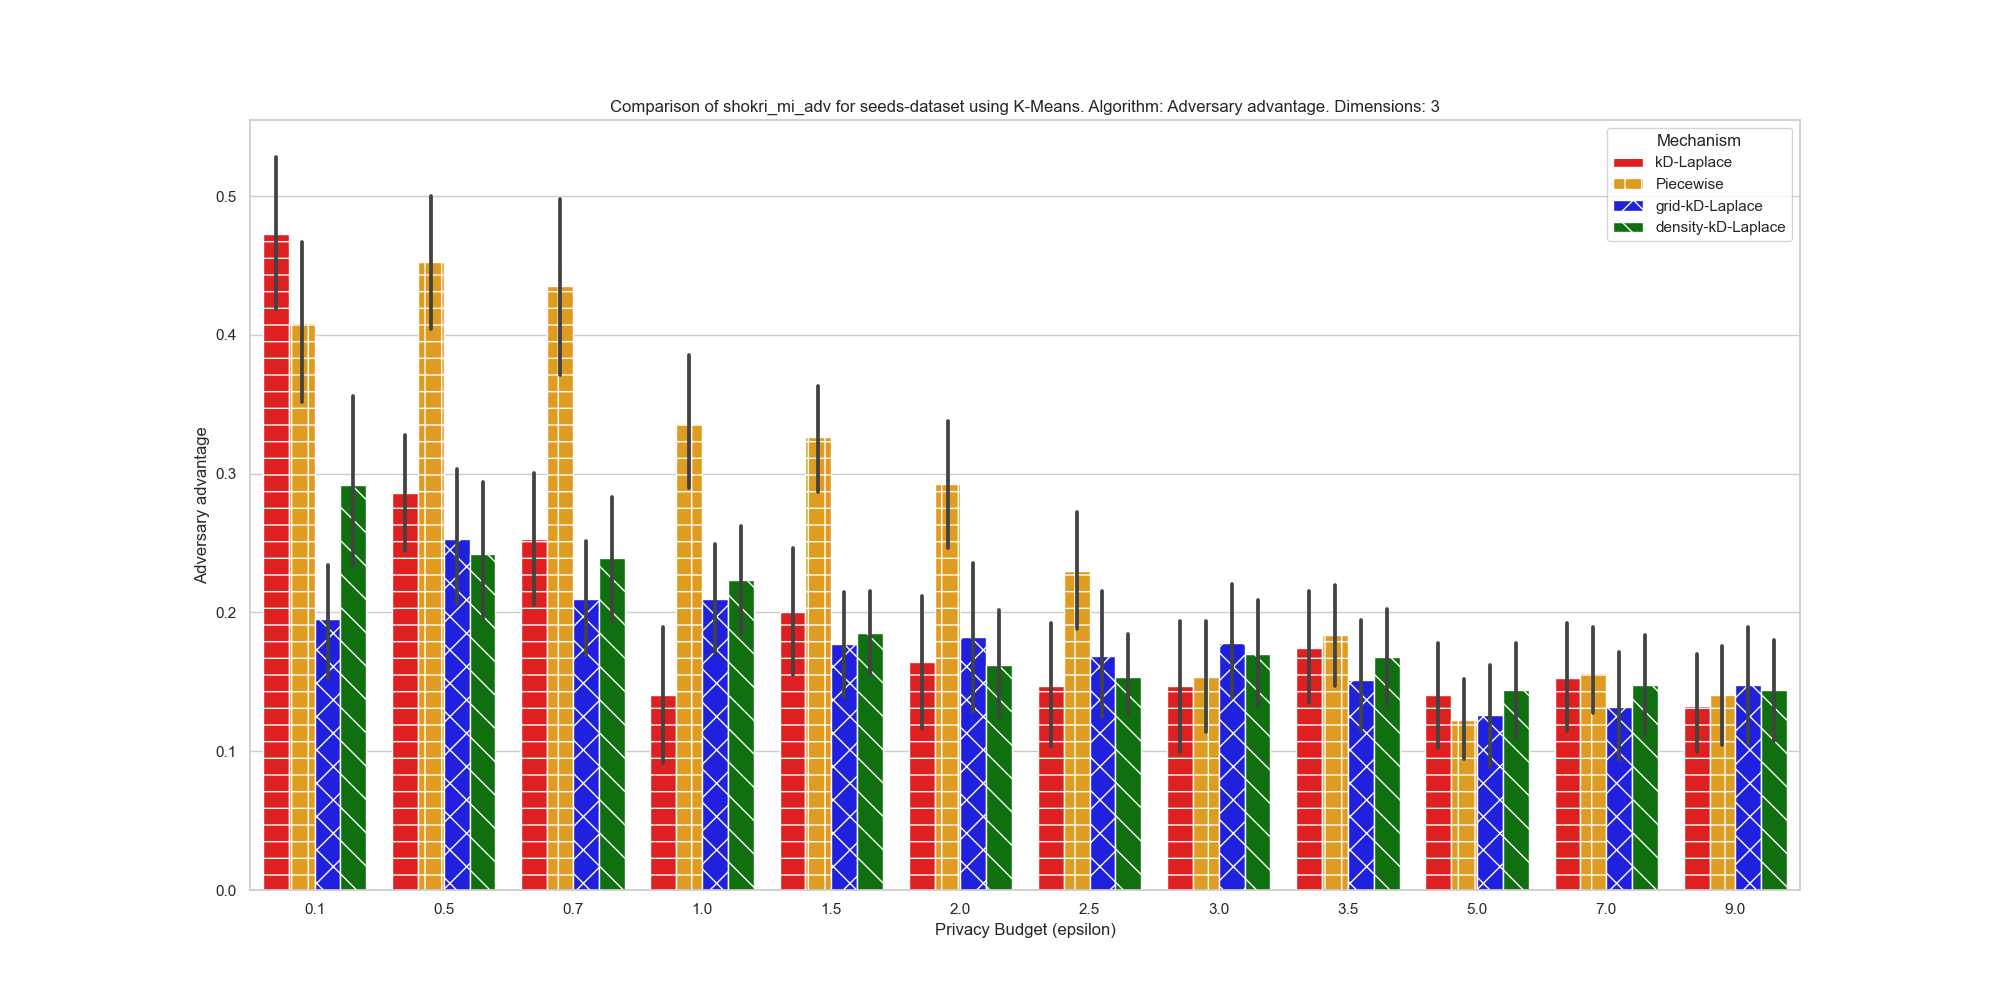 Comparison of shokri_mi_adv for seeds-dataset using K-Means. Algorithm: Adversary advantage. Dimensions: 3
Mechanism
kD-Laplace
Piecewise
grid-kD-Laplace
density-kD-Laplace
Adversary advantage
0.5
0.4
0.3
0.2
0.1
0.0
0.1 0.5 0.7 1.0 1.5 2.0 2.5 3.0 3.5 5.0 7.0 9.0
Privacy Budget (epsilon)